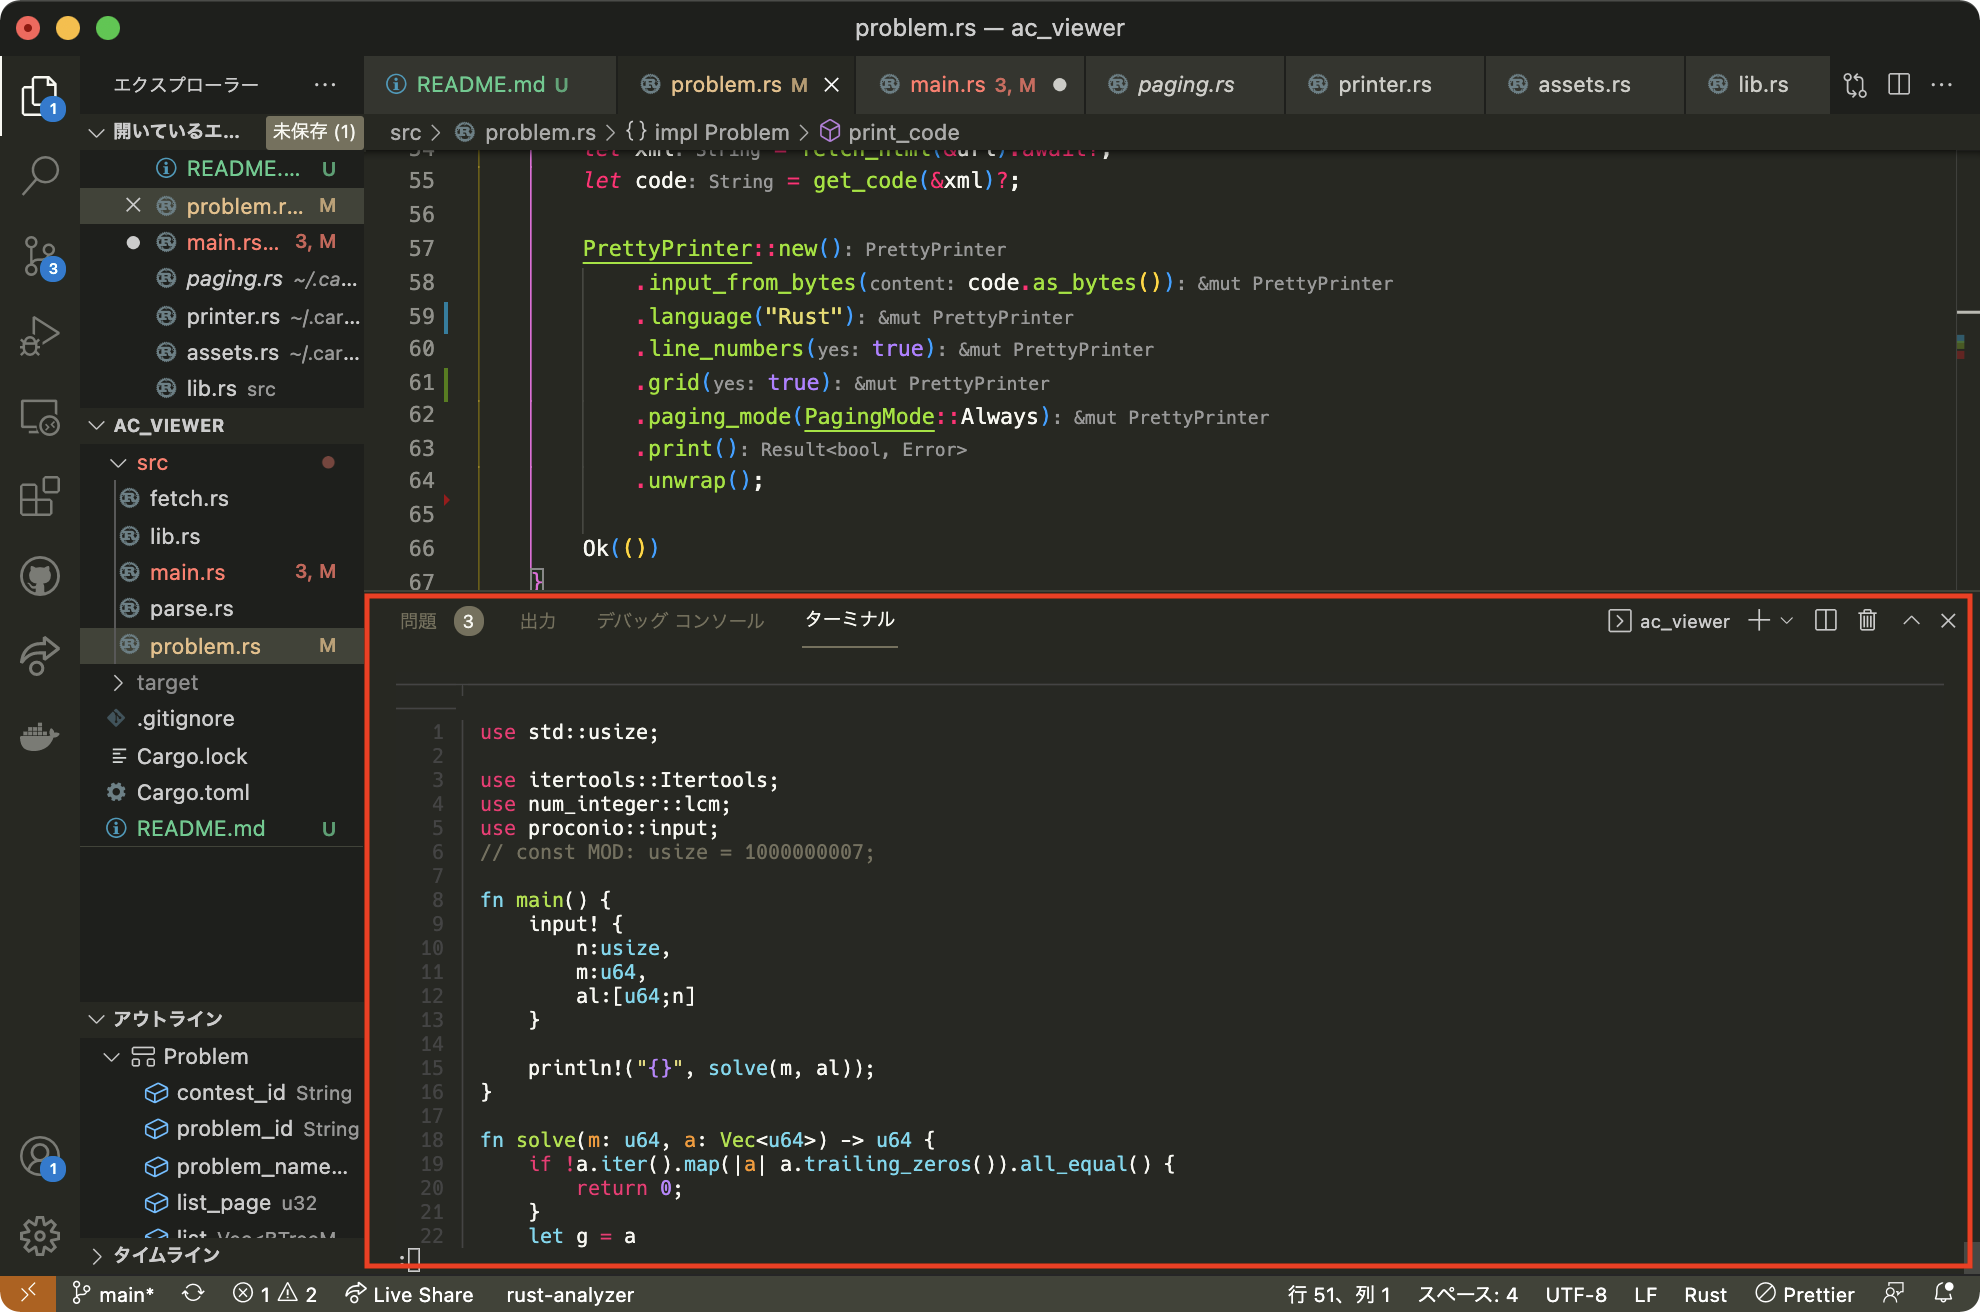 problem.rs — ac_viewer
エクスプローラー ···
README.md U
problem.rs M
main.rs 3, M
paging.rs
printer.rs
assets.rs
lib.rs
src > problem.rs > {} impl Problem > print_code
1
3
1
開いているエ... 未保存 (1)
README.... U
problem.r... M
main.rs... 3, M
paging.rs ~/.ca...
printer.rs ~/.car...
assets.rs ~/.car...
lib.rs src
AC_VIEWER
src
fetch.rs
lib.rs
main.rs 3, M
parse.rs
problem.rs M
target
.gitignore
Cargo.lock
Cargo.toml
README.md U
アウトライン
Problem
contest_id String
problem_id String
problem_name...
list_page u32
タイムライン
54 let xml: String = fetch_html(&url).await?;
55 let code: String = get_code(&xml)?;
56
57 PrettyPrinter::new(): PrettyPrinter
58 .input_from_bytes(content: code.as_bytes()): &mut PrettyPrinter
59 .language("Rust"): &mut PrettyPrinter
60 .line_numbers(yes: true): &mut PrettyPrinter
61 .grid(yes: true): &mut PrettyPrinter
62 .paging_mode(PagingMode::Always): &mut PrettyPrinter
63 .print(): Result<bool, Error>
64 .unwrap();
65
66 Ok(())
67 }
問題 3 出力 デバッグ コンソール ターミナル ac_viewer
1 use std::usize;
2
3 use itertools::Itertools;
4 use num_integer::lcm;
5 use proconio::input;
6 // const MOD: usize = 1000000007;
7
8 fn main() {
9 input! {
10 n:usize,
11 m:u64,
12 al:[u64;n]
13 }
14
15 println!("{}", solve(m, al));
16 }
17
18 fn solve(m: u64, a: Vec<u64>) -> u64 {
19 if !a.iter().map(|a| a.trailing_zeros()).all_equal() {
20 return 0;
21 }
22 let g = a
:
main* 1 2 Live Share rust-analyzer 行 51、列 1 スペース: 4 UTF-8 LF Rust Prettier